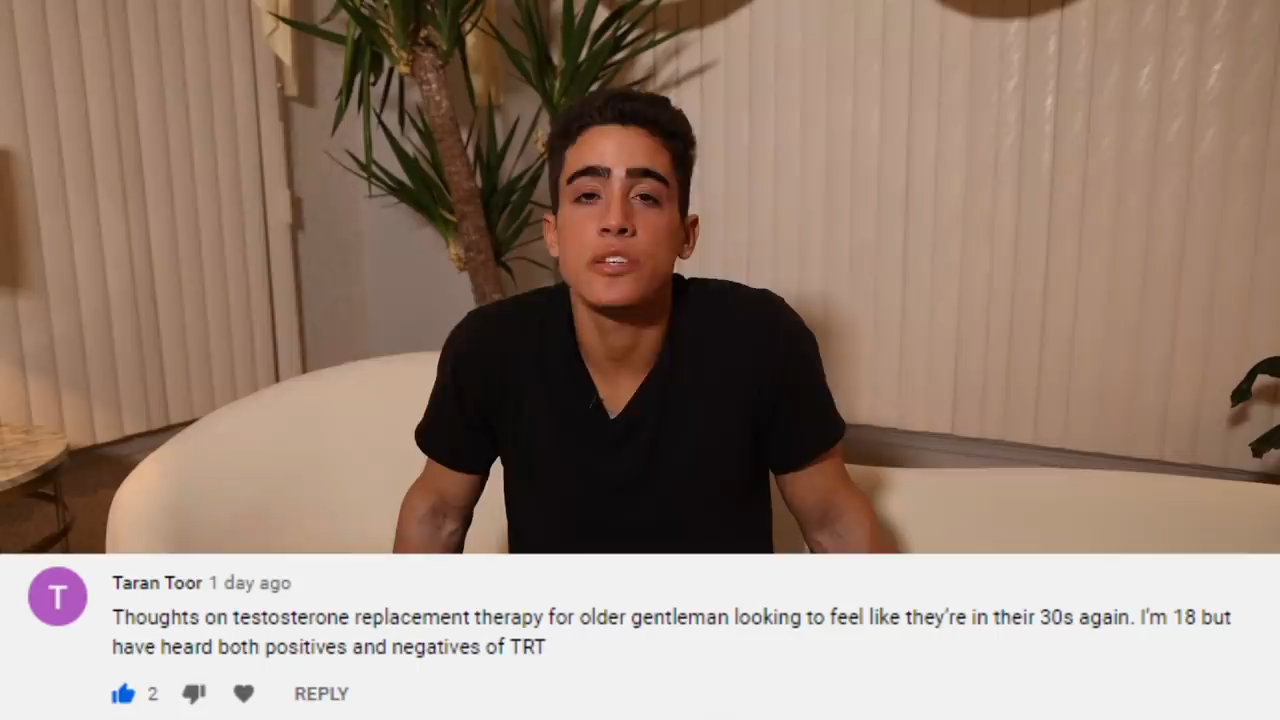 T
Taran Toor 1 day ago
Thoughts on testosterone replacement therapy for older gentleman looking to feel like they're in their 30s again. I'm 18 but
have heard both positives and negatives of TRT
2
REPLY